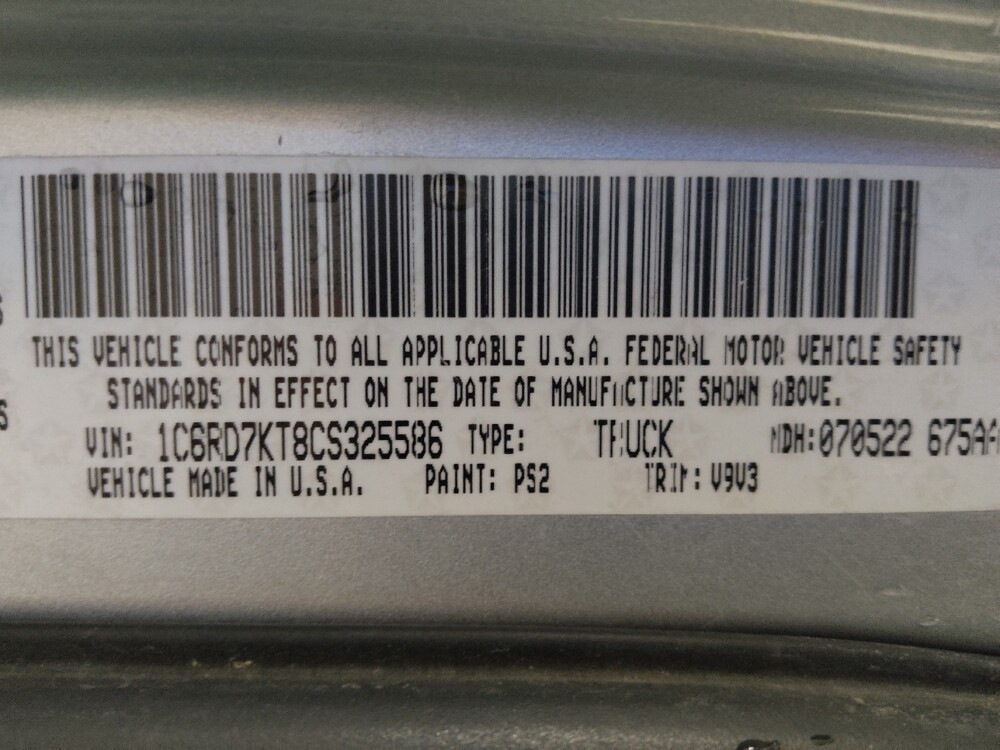 THIS VEHICLE CONFORMS TO ALL APPLICABLE U.S.A. FEDERAL MOTOR VEHICLE SAFETY
STANDARDS IN EFFECT ON THE DATE OF MANUFACTURE SHOWN ABOVE.
VIN: 1C6RD7KT8CS325586 TYPE: TRUCK MDH:070522 675AA
VEHICLE MADE IN U.S.A. PAINT: PS2 TRIM: V9V3